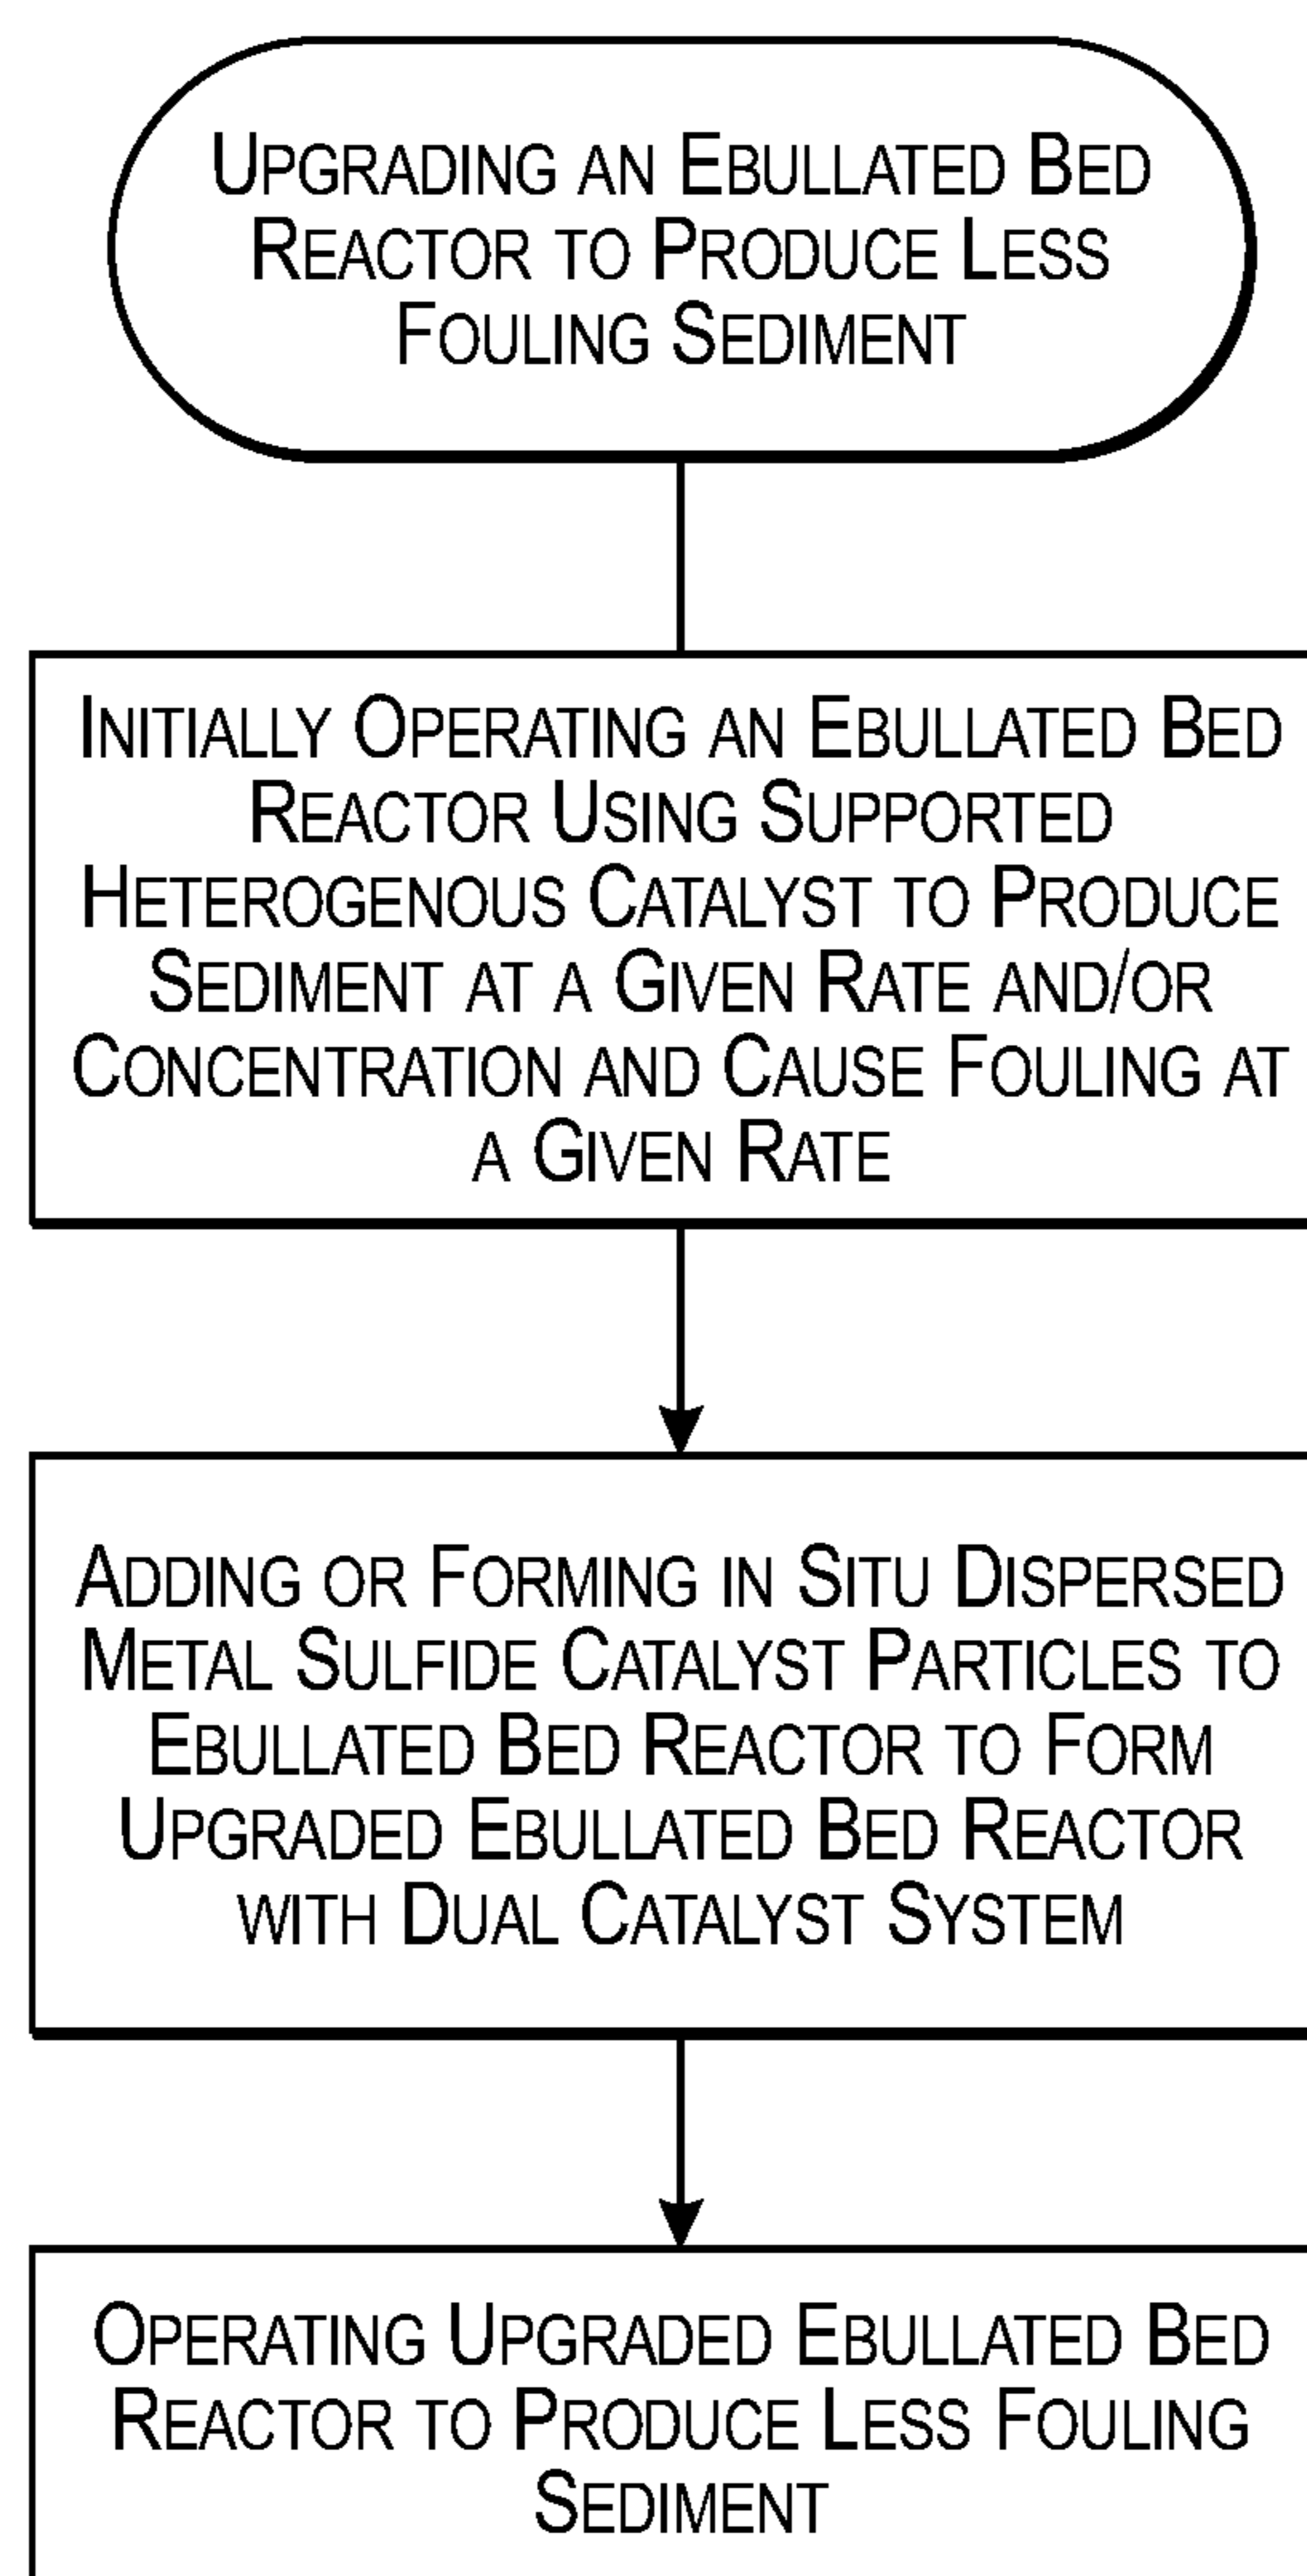 Upgrading an Ebullated Bed
Reactor to Produce Less
Fouling Sediment
Initially Operating an Ebullated Bed
Reactor Using Supported
Heterogenous Catalyst to Produce
Sediment at a Given Rate and/or
Concentration and Cause Fouling at
a Given Rate
Adding or Forming in Situ Dispersed
Metal Sulfide Catalyst Particles to
Ebullated Bed Reactor to Form
Upgraded Ebullated Bed Reactor
with Dual Catalyst System
Operating Upgraded Ebullated Bed
Reactor to Produce Less Fouling
Sediment